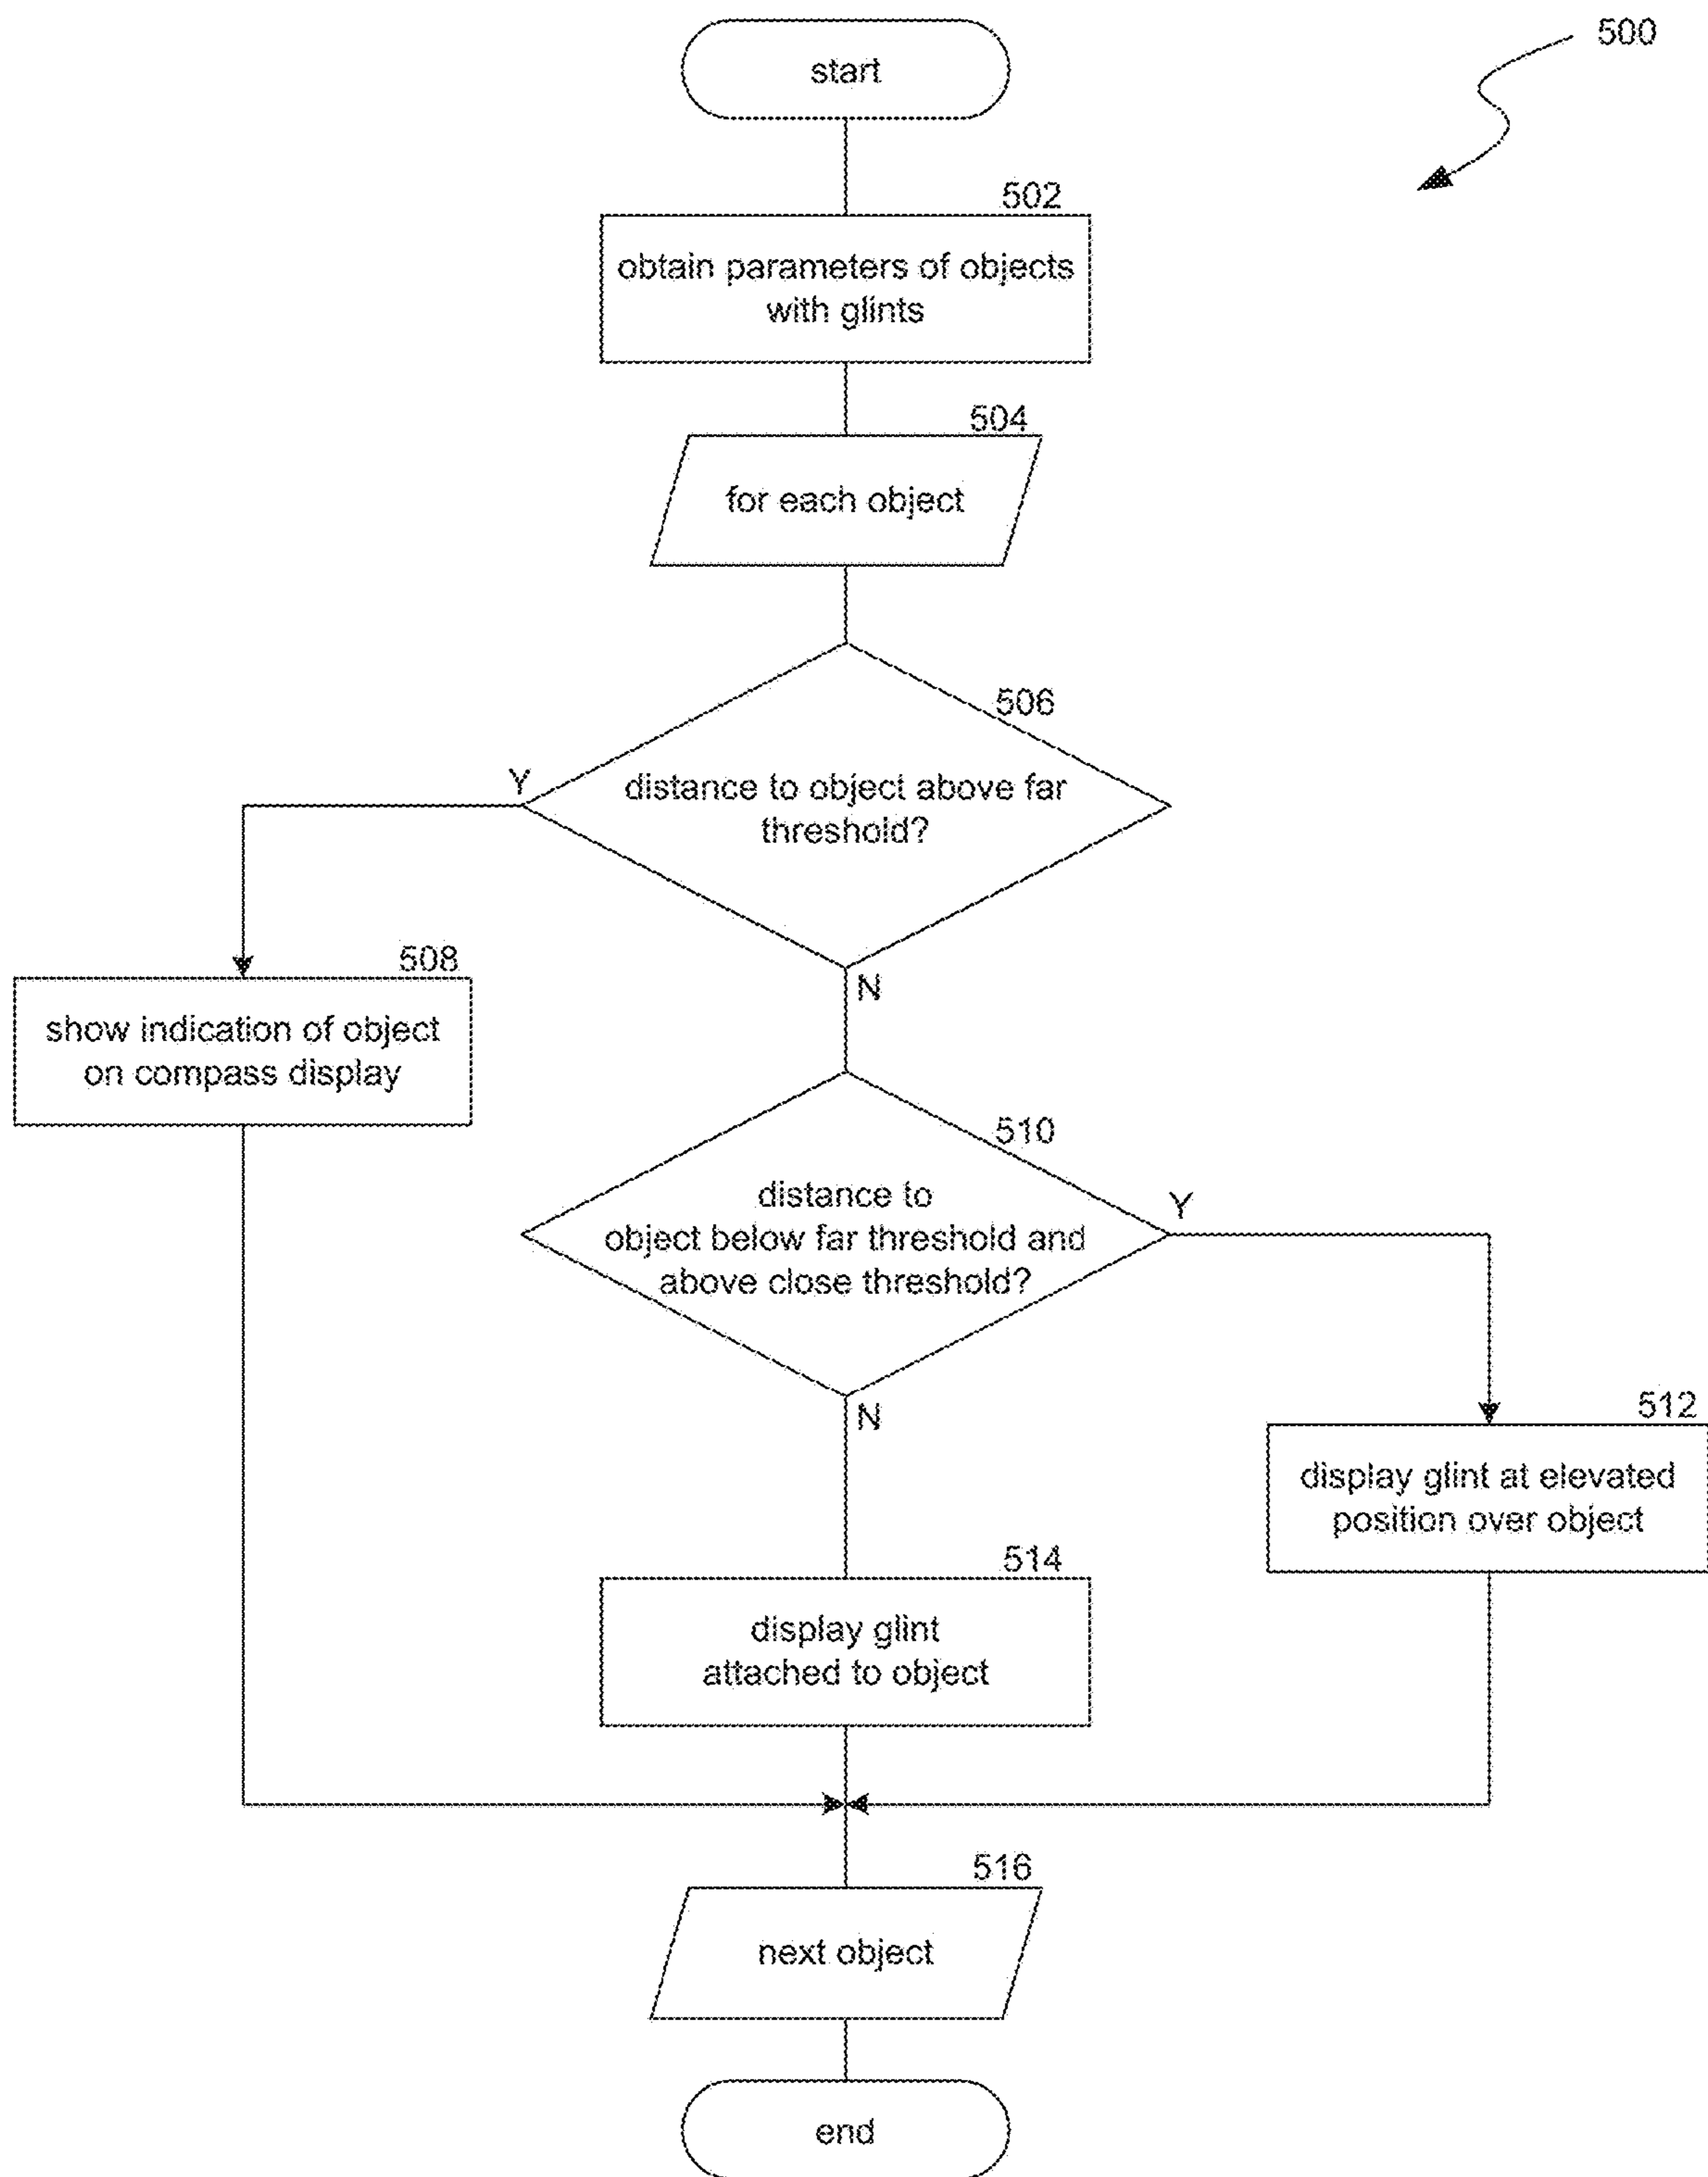 500
start
502
obtain parameters of objects
with glints
504
for each object
506
Y
distance to object above far
threshold?
N
508
show indication of object
on compass display
510
distance to
object below far threshold and
above close threshold?
Y
N
512
display glint at elevated
position over object
514
display glint
attached to object
516
next object
end